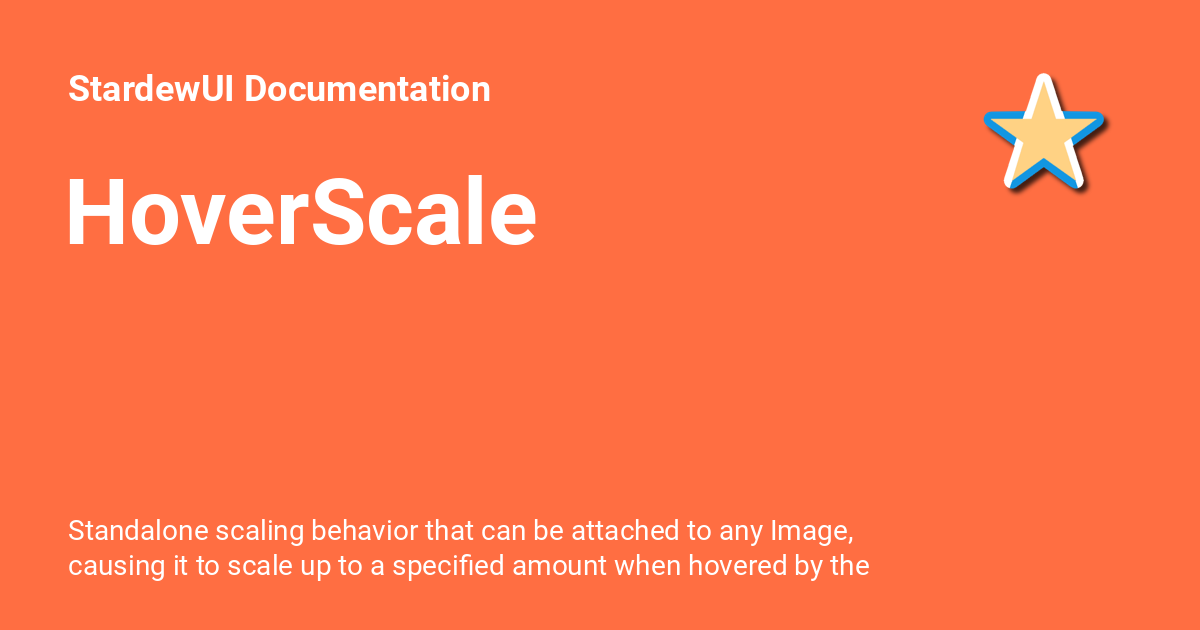 StardewUI Documentation
HoverScale
Standalone scaling behavior that can be attached to any Image,
causing it to scale up to a specified amount when hovered by the